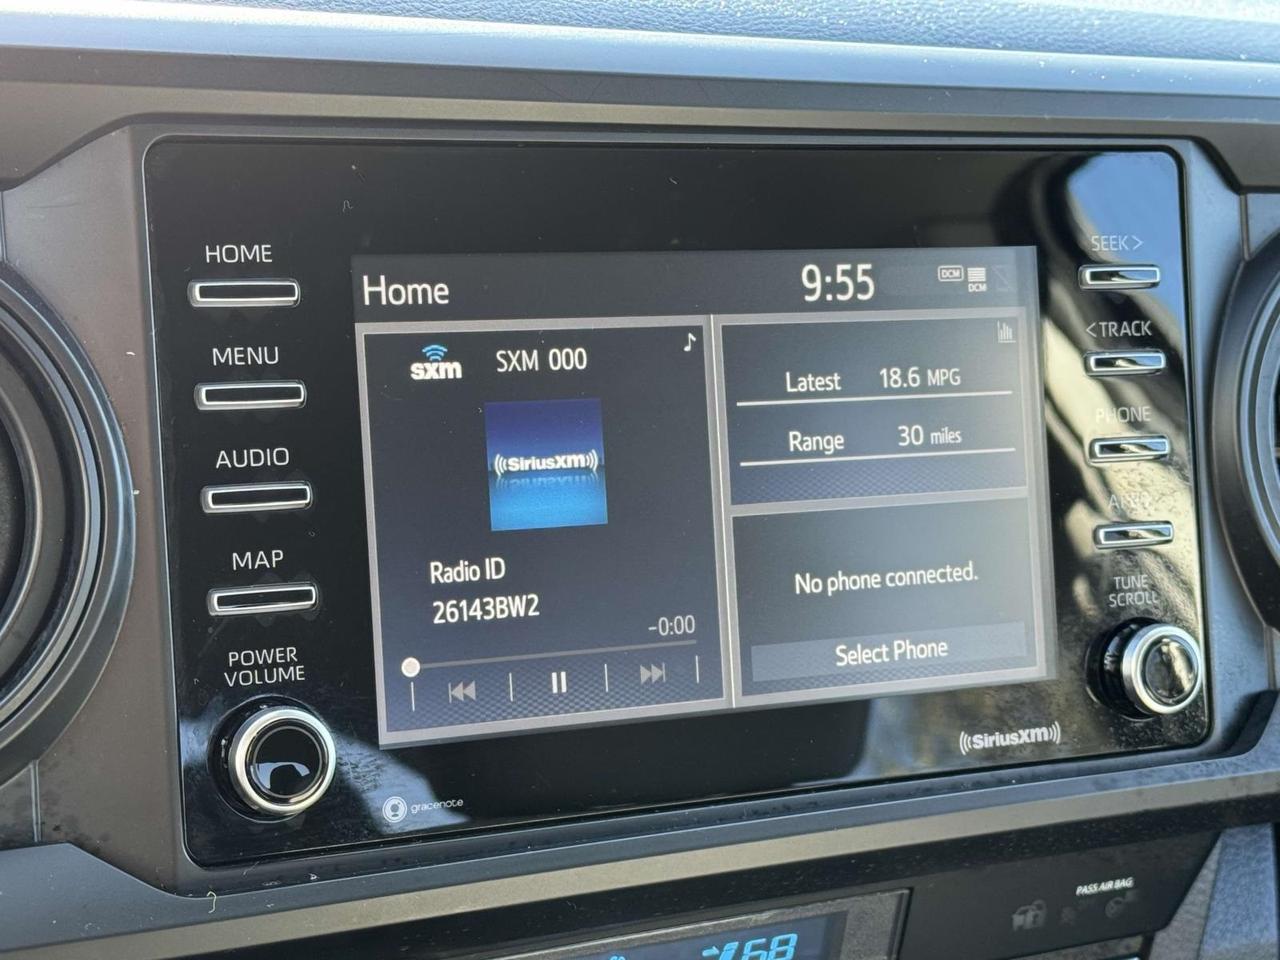 HOME
MENU
AUDIO
MAP
POWER
VOLUME
Home
9:55
DCM
DCM
sxm
SXM 000
((SiriusXM))
Radio ID
26143BW2
-0:00
Latest 18.6 MPG
Range 30 miles
No phone connected.
Select Phone
SEEK >
< TRACK
PHONE
TUNE
SCROLL
((SiriusXM))
gracenote
PASS AIR BAG
68